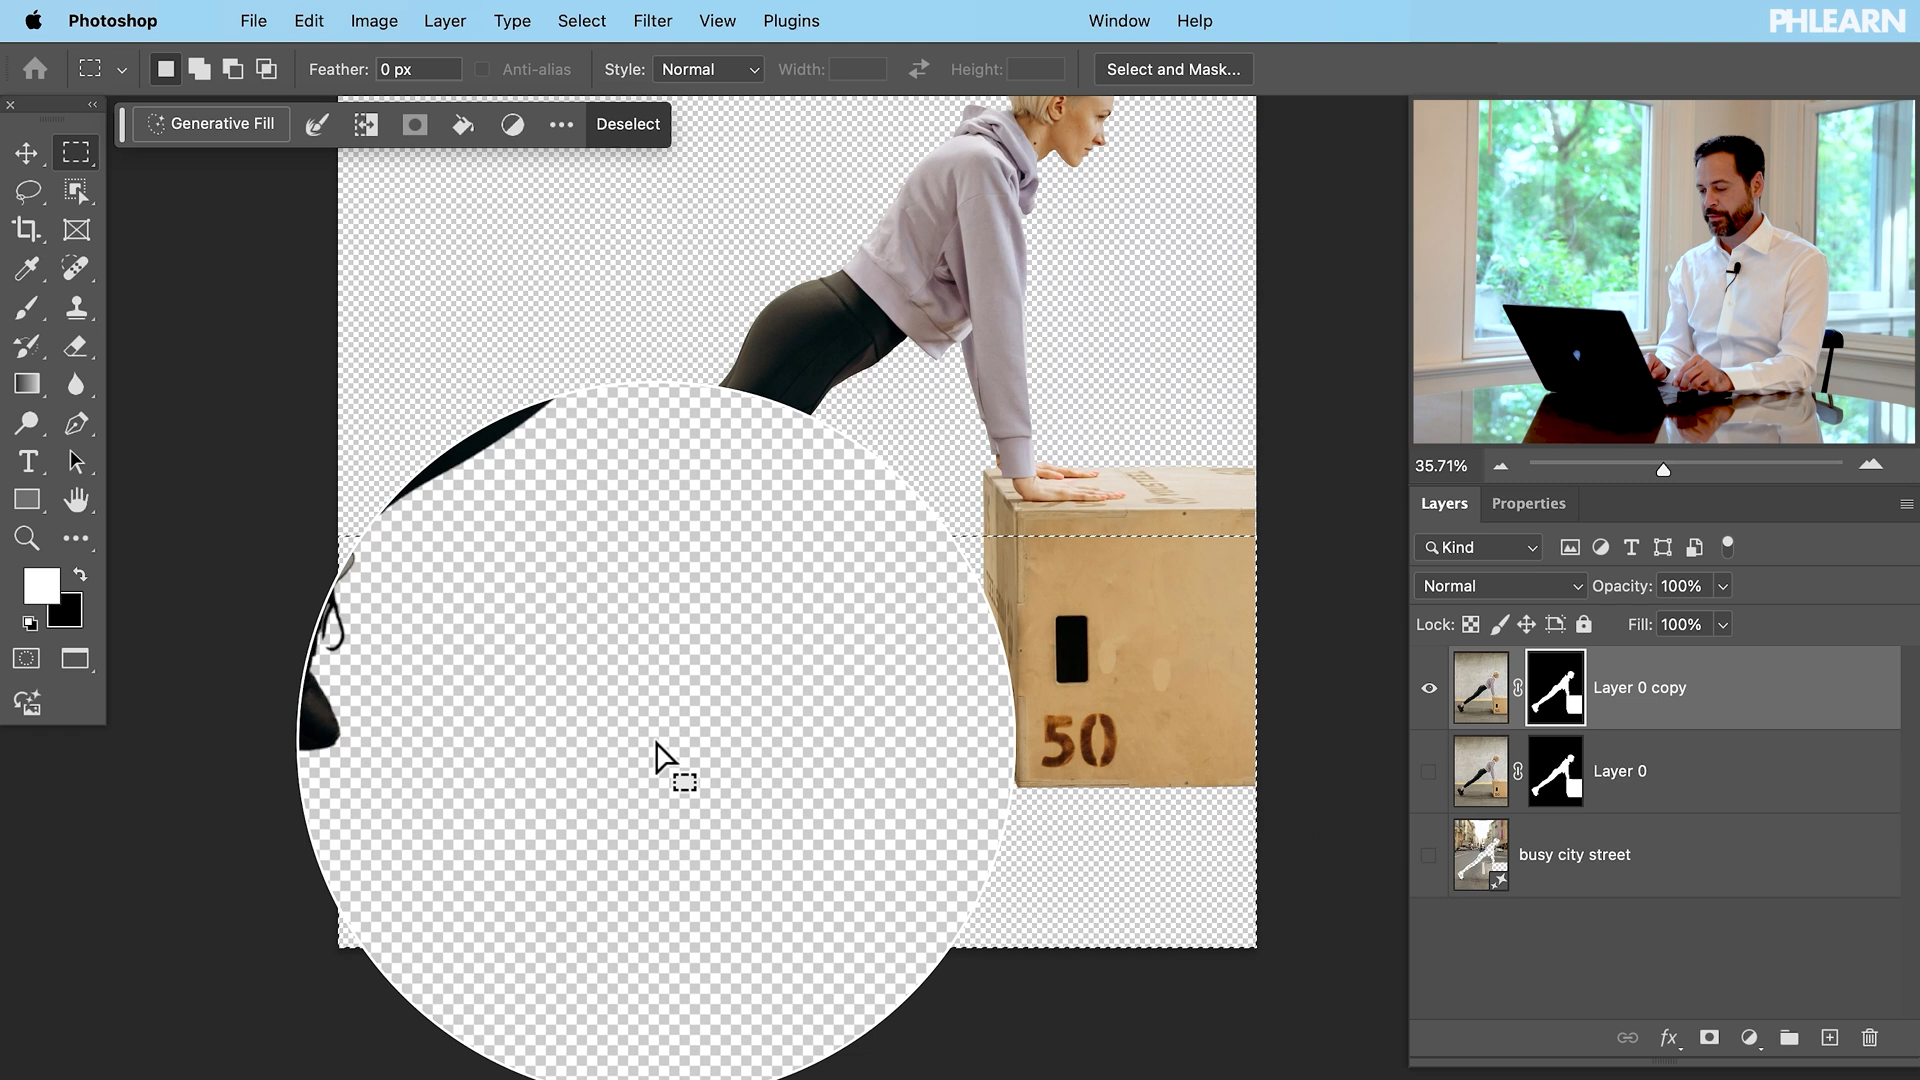 Photoshop File Edit Image Layer Type Select Filter View Plugins Window Help
PHLEARN
Feather: 0 px Anti-alias Style: Normal Width: Height: Select and Mask...
Generative Fill Deselect
50
35.71%
Layers Properties
Kind
Normal Opacity: 100%
Lock: Fill: 100%
Layer 0 copy
Layer 0
busy city street